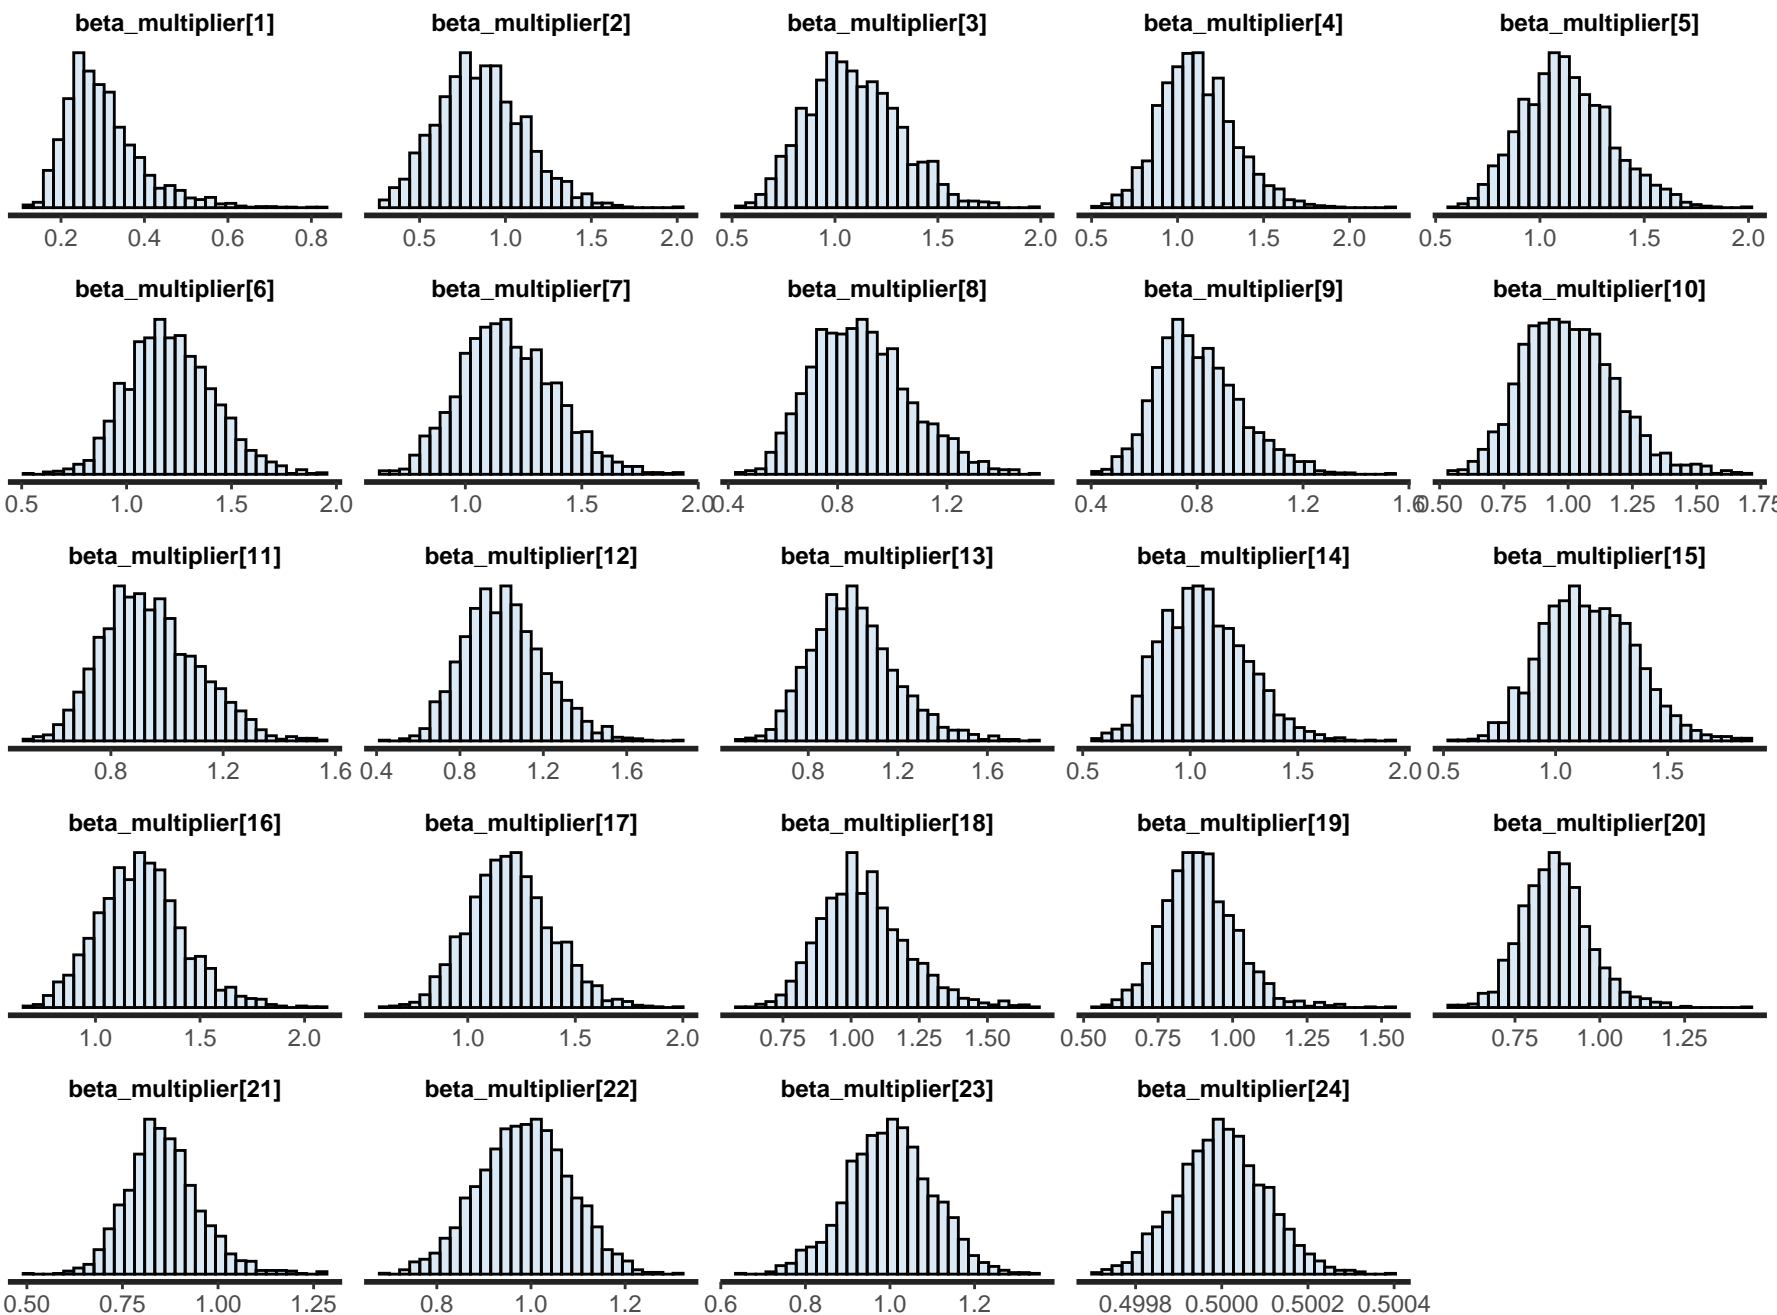 beta_multiplier[1] beta_multiplier[2] beta_multiplier[3] beta_multiplier[4] beta_multiplier[5]
0.2 0.4 0.6 0.8 0.5 1.0 1.5 2.0 0.5 1.0 1.5 2.0 0.5 1.0 1.5 2.0 0.5 1.0 1.5 2.0
beta_multiplier[6] beta_multiplier[7] beta_multiplier[8] beta_multiplier[9] beta_multiplier[10]
0.5 1.0 1.5 2.0 1.0 1.5 2.0 0.4 0.8 1.2 0.4 0.8 1.2 1.6 0.50 0.75 1.00 1.25 1.50 1.75
beta_multiplier[11] beta_multiplier[12] beta_multiplier[13] beta_multiplier[14] beta_multiplier[15]
0.8 1.2 1.6 0.4 0.8 1.2 1.6 0.8 1.2 1.6 0.5 1.0 1.5 2.0 0.5 1.0 1.5
beta_multiplier[16] beta_multiplier[17] beta_multiplier[18] beta_multiplier[19] beta_multiplier[20]
1.0 1.5 2.0 1.0 1.5 2.0 0.75 1.00 1.25 1.50 0.50 0.75 1.00 1.25 1.50 0.75 1.00 1.25
beta_multiplier[21] beta_multiplier[22] beta_multiplier[23] beta_multiplier[24]
0.50 0.75 1.00 1.25 0.8 1.0 1.2 0.6 0.8 1.0 1.2 0.4998 0.5000 0.5002 0.5004